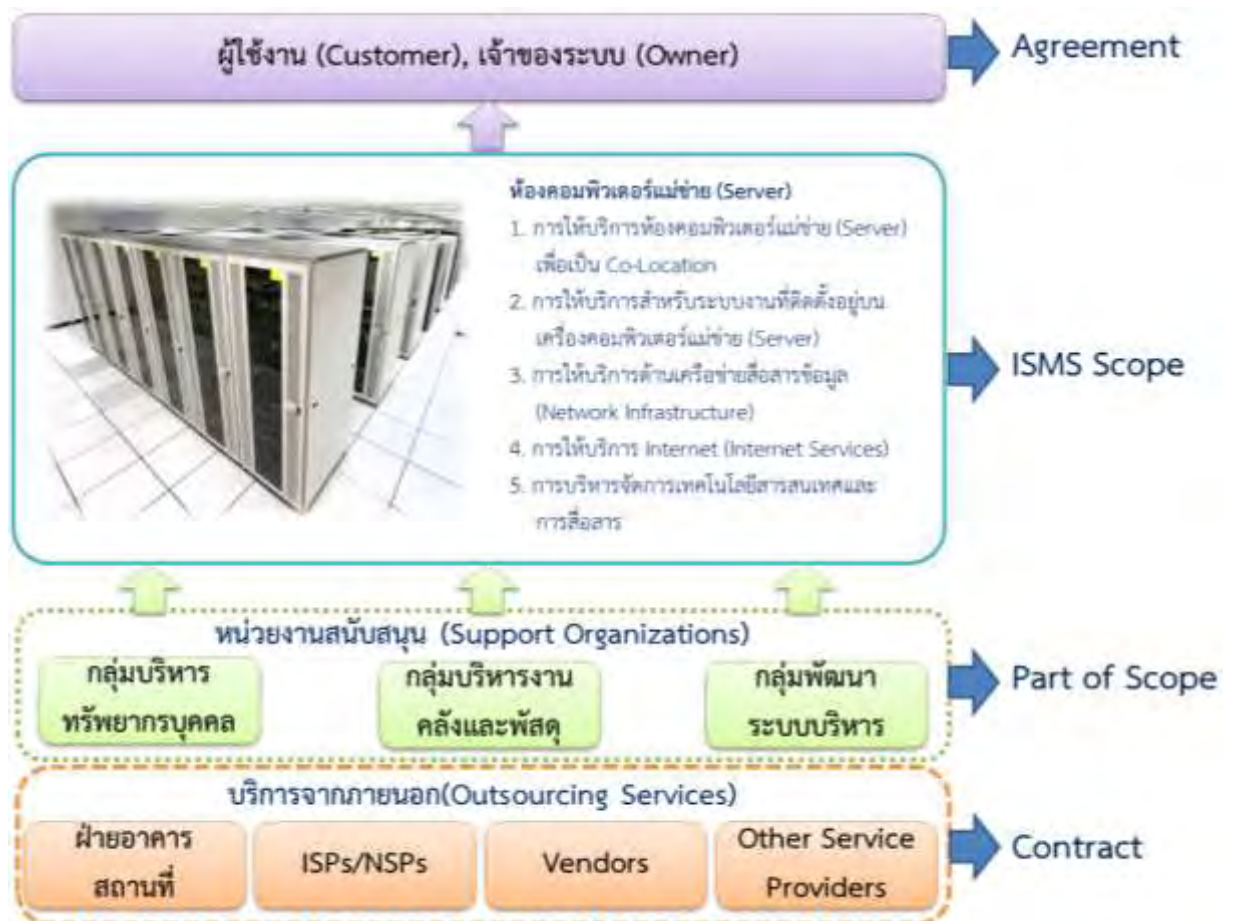 ผู้ใช้งาน (Customer), เจ้าของระบบ (Owner)
Agreement
ห้องคอมพิวเตอร์แม่ข่าย (Server)
1. การให้บริการห้องคอมพิวเตอร์แม่ข่าย (Server)
เพื่อเป็น Co-Location
2. การให้บริการสำหรับระบบงานที่ติดตั้งอยู่บน
เครื่องคอมพิวเตอร์แม่ข่าย (Server)
3. การให้บริการด้านเครือข่ายสื่อสารข้อมูล
(Network Infrastructure)
4. การให้บริการ Internet (Internet Services)
5. การบริหารจัดการเทคโนโลยีสารสนเทศและ
การสื่อสาร
ISMS Scope
หน่วยงานสนับสนุน (Support Organizations)
กลุ่มบริหาร
ทรัพยากรบุคคล
กลุ่มบริหารงาน
คลังและพัสดุ
กลุ่มพัฒนา
ระบบบริหาร
Part of Scope
บริการจากภายนอก(Outsourcing Services)
ฝ่ายอาคาร
สถานที่
ISPs/NSPs
Vendors
Other Service
Providers
Contract